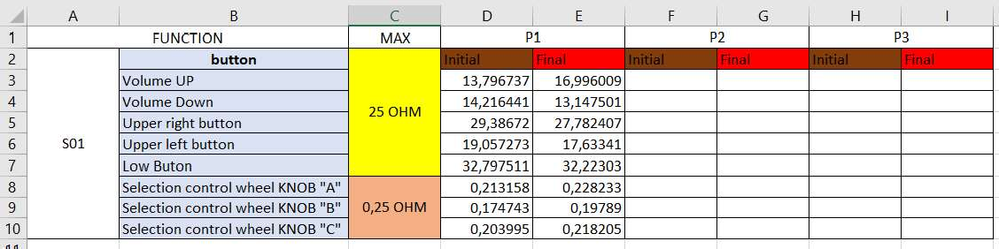 A B C D E F G H I
1 FUNCTION MAX P1 P2 P3
2 button Initial Final Initial Final Initial Final
3 Volume UP 13,796737 16,996009
4 Volume Down 14,216441 13,147501
25 OHM
5 Upper right button 29,38672 27,782407
6 S01 Upper left button 19,057273 17,63341
7 Low Buton 32,797511 32,22303
8 Selection control wheel KNOB "A" 0,213158 0,228233
9 Selection control wheel KNOB "B" 0,25 OHM 0,174743 0,19789
10 Selection control wheel KNOB "C" 0,203995 0,218205